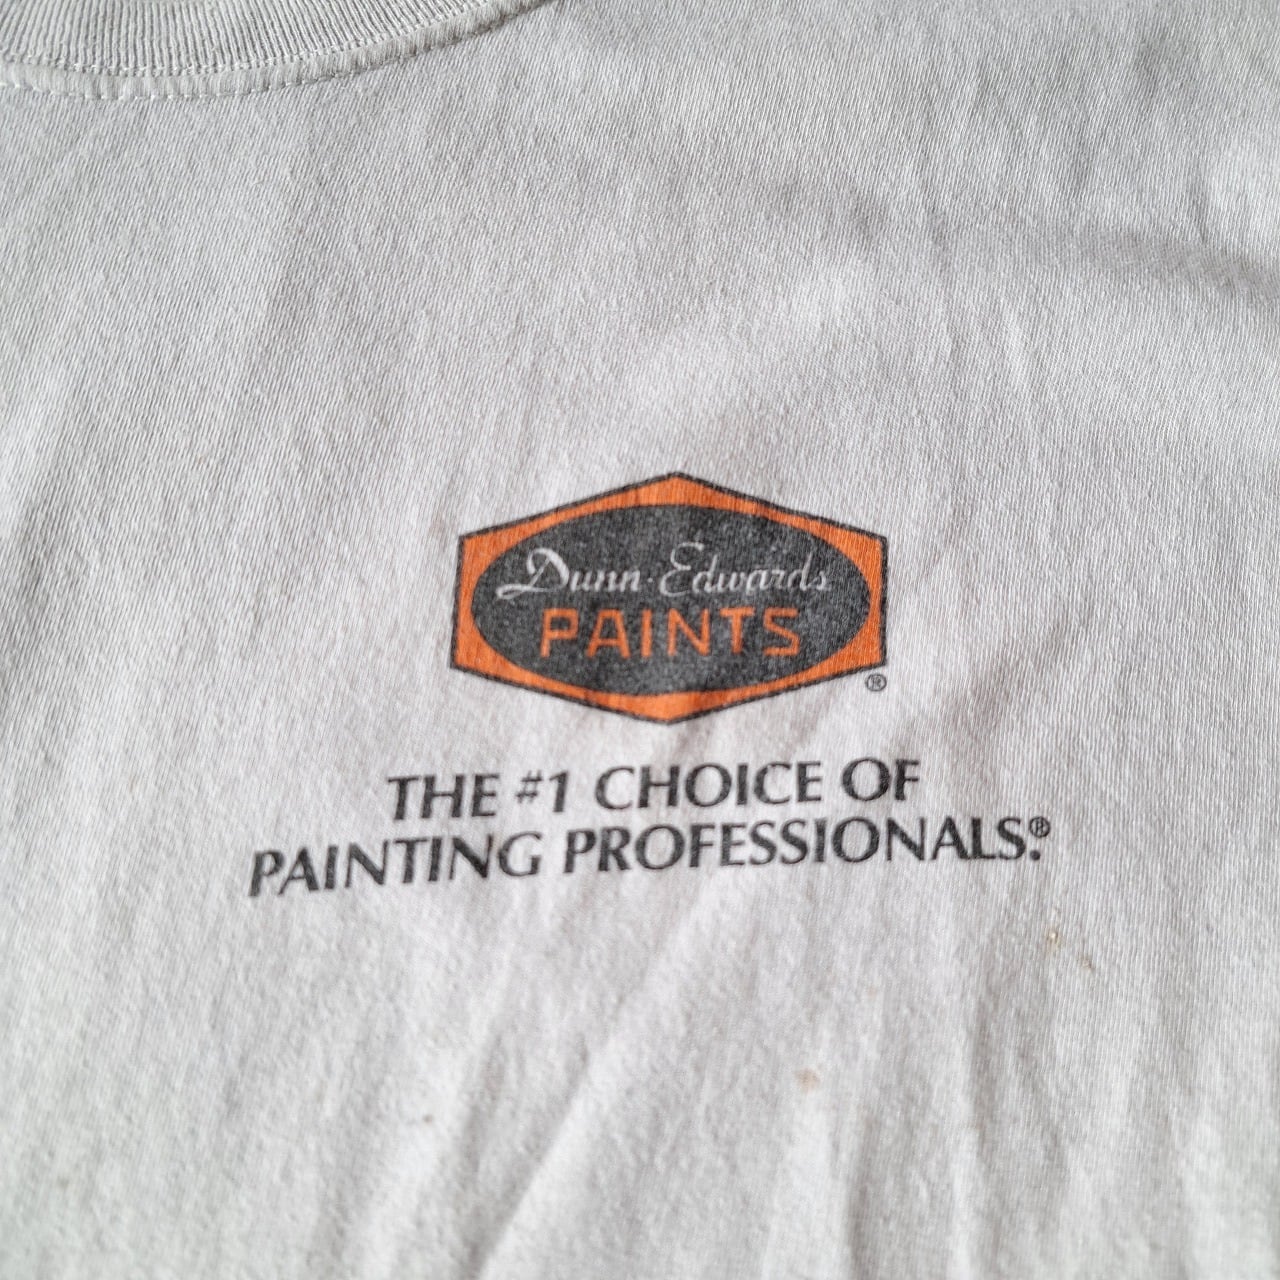 Dunn-Edwards
PAINTS
®
THE #1 CHOICE OF
PAINTING PROFESSIONALS.®